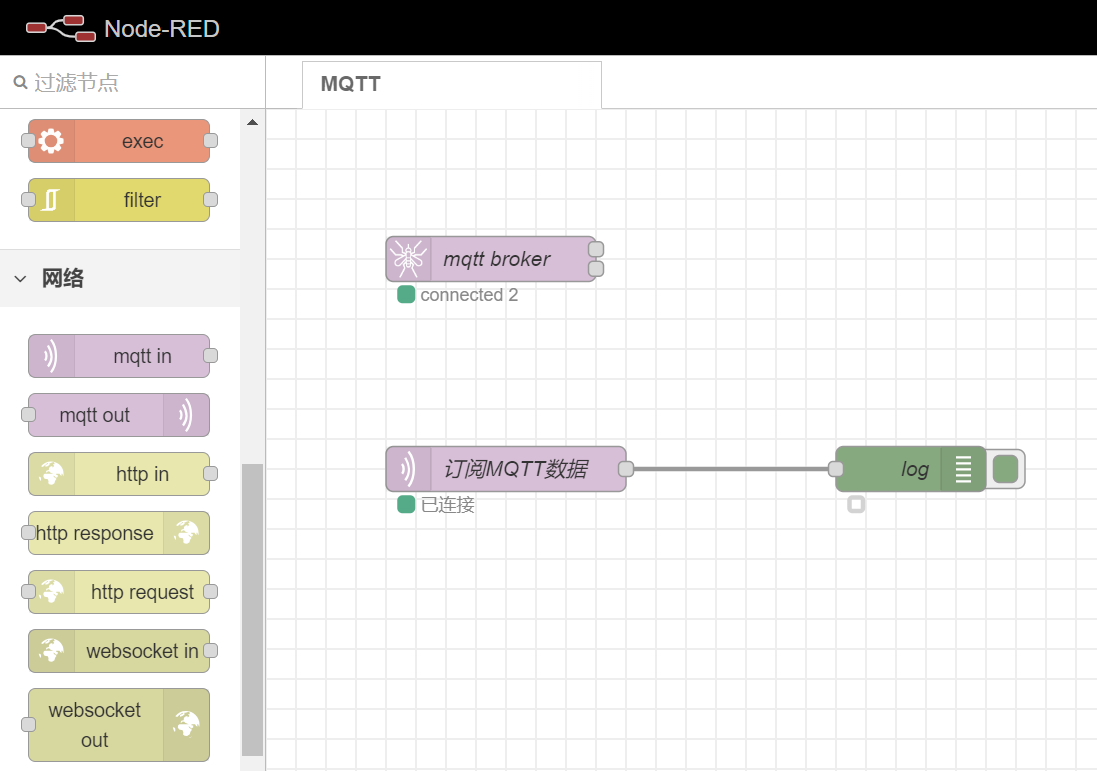 Node-RED
过滤节点
MQTT
exec
filter
网络
mqtt in
mqtt out
http in
http response
http request
websocket in
websocket
out
mqtt broker
connected 2
订阅MQTT数据
已连接
log